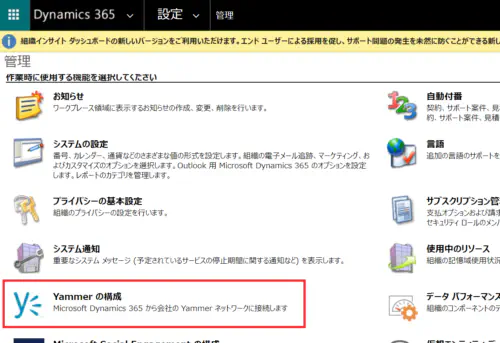 Dynamics 365 設定 管理
組織インサイト ダッシュボードの新しいバージョンをご利用いただけます。エンド ユーザーによる採用を促し、サポート問題の発生を未然に防ぐことができる新し
管理
作業時に使用する機能を選択してください
お知らせ
ワークプレース領域に表示するお知らせの作成、変更、削除を行います。
自動付番
契約、サポート案件、見
約、サポート案件、見積
システムの設定
番号、カレンダー、通貨などのさまざまな値の形式を設定します。組織の電子メール追跡、マーケティング、お
よびカスタマイズのオプションを選択します。Outlook 用 Microsoft Dynamics 365 のオプションを設定
します。レポートのカテゴリを管理します。
言語
追加の言語のサポートを
プライバシーの基本設定
組織のプライバシーの設定を行います。
サブスクリプション管理
支払オプションおよび請求
セキュリティ ロールのメンバ
システム通知
重要なシステム メッセージ (予定されているサービスの停止期間に関する通知など) を表示します。
使用中のリソース
組織の記憶域使用状況
Yammer の構成
Microsoft Dynamics 365 から会社の Yammer ネットワークに接続します
データ パフォーマンス
組織のコンポーネントのデ
Microsoft Social Engagement の構成